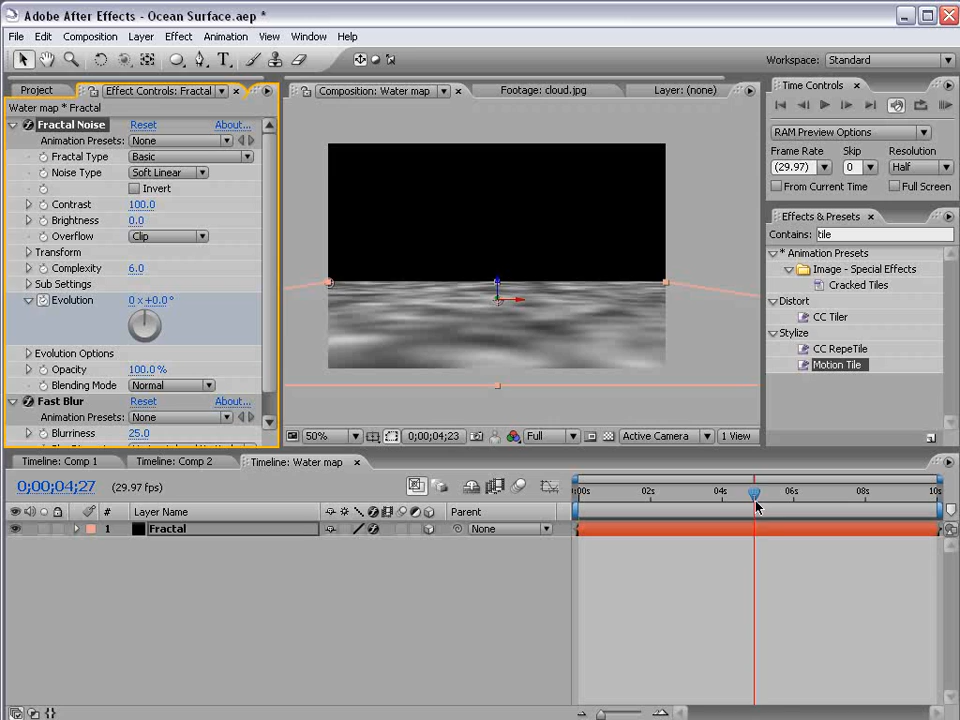 Adobe After Effects - Ocean Surface.aep *
File Edit Composition Layer Effect Animation View Window Help
Workspace: Standard
Project Effect Controls: Fractal
Composition: Water map Footage: cloud.jpg Layer: (none)
Time Controls
Water map * Fractal
Fractal Noise Reset About...
Animation Presets: None
Fractal Type Basic
Noise Type Soft Linear
Invert
Contrast 100.0
Brightness 0.0
Overflow Clip
Transform
Complexity 6.0
Sub Settings
Evolution 0 x +0.0 °
Evolution Options
Opacity 100.0 %
Blending Mode Normal
Fast Blur Reset About...
Animation Presets: None
Blurriness 25.0
RAM Preview Options
Frame Rate Skip Resolution
(29.97) 0 Half
From Current Time Full Screen
Effects & Presets
Contains: tile
* Animation Presets
Image - Special Effects
Cracked Tiles
Distort
CC Tiler
Stylize
CC RepeTile
Motion Tile
50% 0;00;04;23 Full Active Camera 1 View
Timeline: Comp 1 Timeline: Comp 2 Timeline: Water map
0;00;04;27 (29.97 fps)
:00s 02s 04s 06s 08s 10s
# Layer Name Parent
1 Fractal None